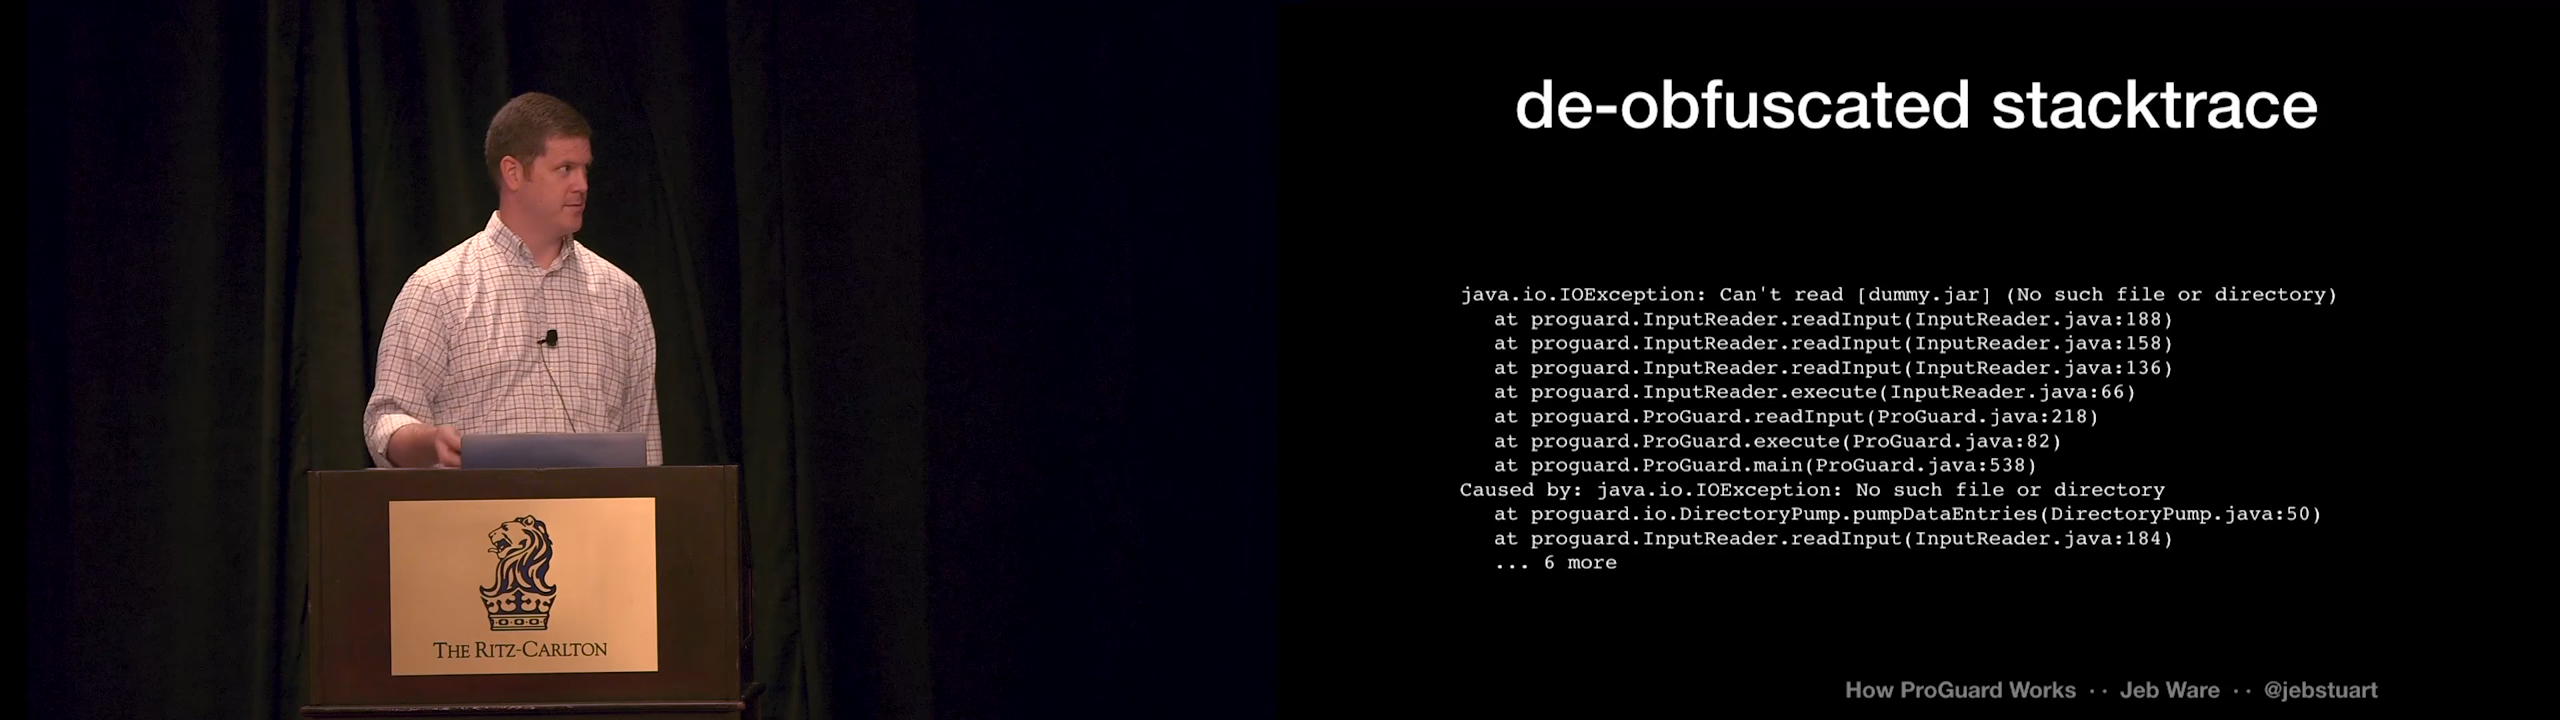 THE RITZ-CARLTON
de-obfuscated stacktrace
java.io.IOException: Can't read [dummy.jar] (No such file or directory)
at proguard.InputReader.readInput(InputReader.java:188)
at proguard.InputReader.readInput(InputReader.java:158)
at proguard.InputReader.readInput(InputReader.java:136)
at proguard.InputReader.execute(InputReader.java:66)
at proguard.ProGuard.readInput(ProGuard.java:218)
at proguard.ProGuard.execute(ProGuard.java:82)
at proguard.ProGuard.main(ProGuard.java:538)
Caused by: java.io.IOException: No such file or directory
at proguard.io.DirectoryPump.pumpDataEntries(DirectoryPump.java:50)
at proguard.InputReader.readInput(InputReader.java:184)
... 6 more
How ProGuard Works ·· Jeb Ware ·· @jebstuart